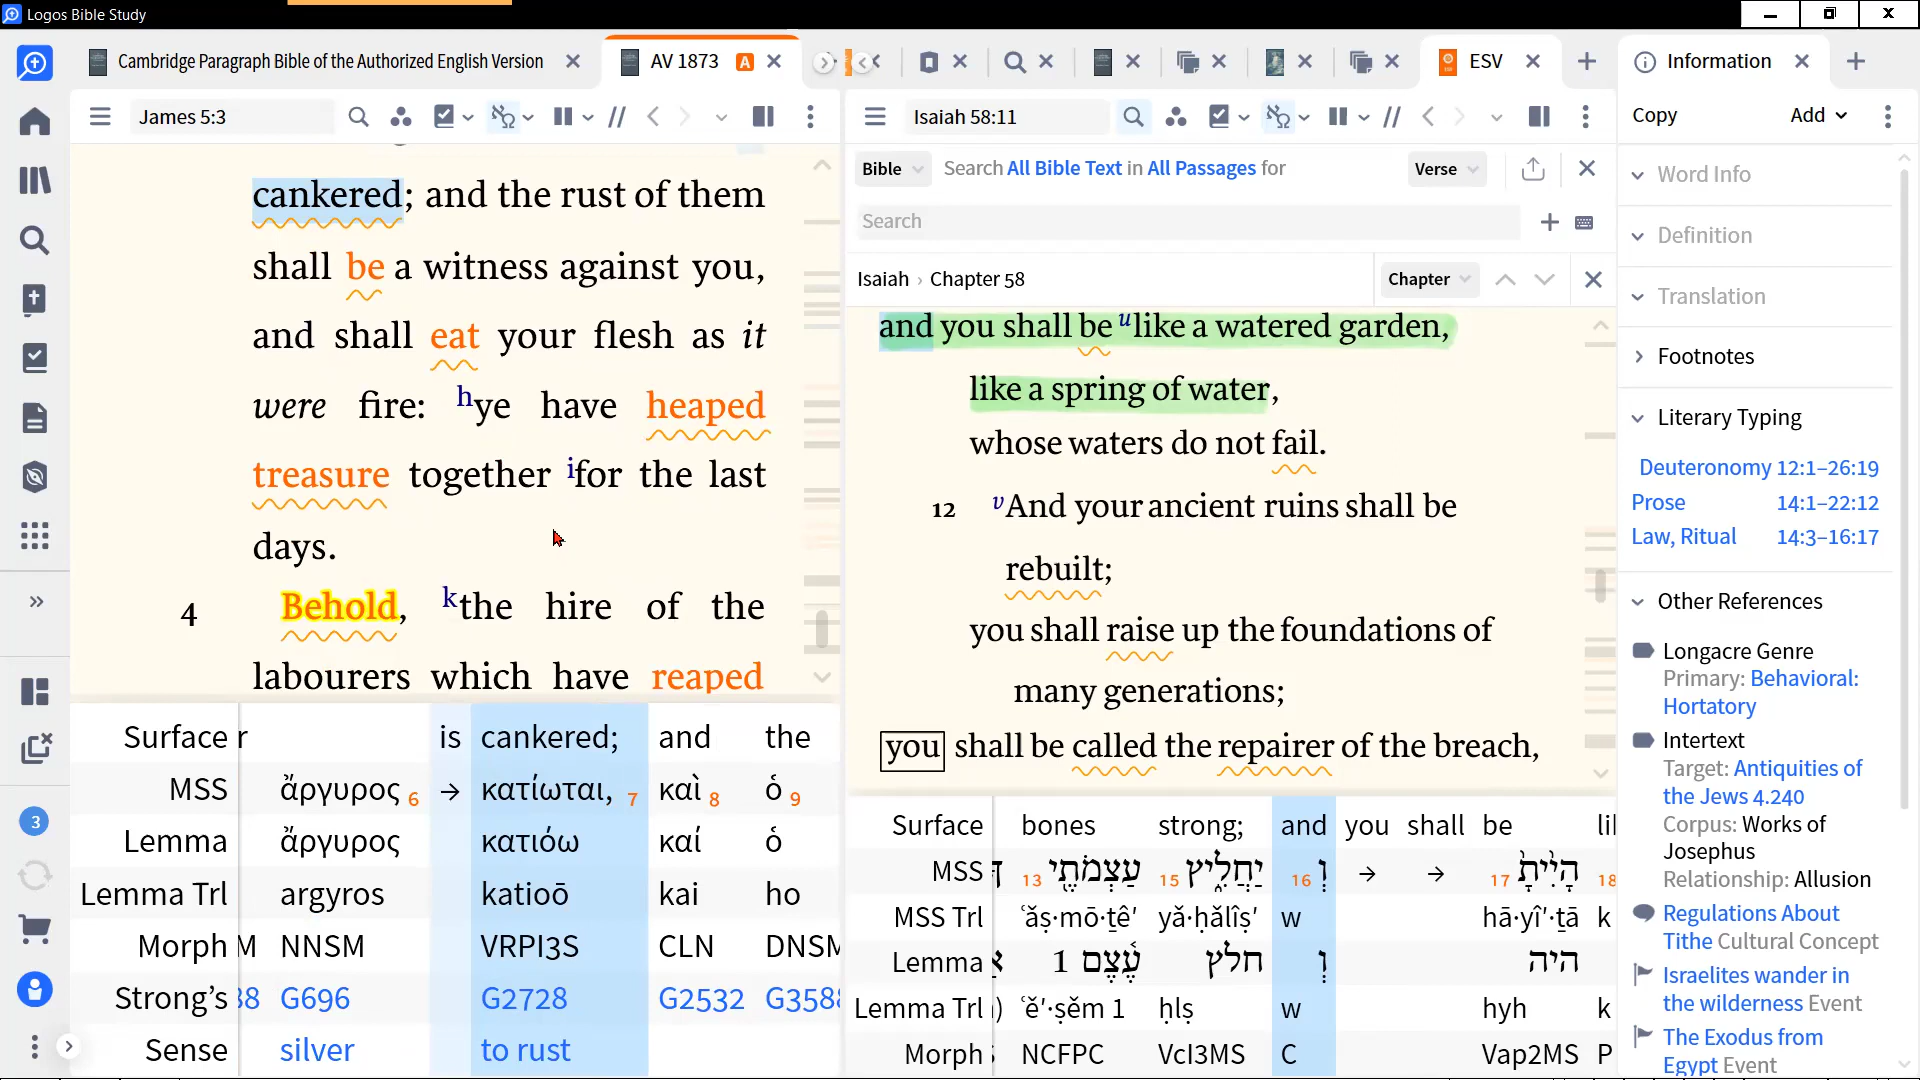 Logos Bible Study
Cambridge Paragraph Bible of the Authorized English Version
AV 1873 A
ESV
Information
James 5:3
Isaiah 58:11
Copy
Add
cankered; and the rust of them
shall be a witness against you,
and shall eat your flesh as it
were fire: hye have heaped
treasure together ifor the last
days.
4 Behold, kthe hire of the
labourers which have reaped
Surface r is cankered; and the
MSS ἄργυρος 6 → κατίωται, 7 καὶ 8 ὁ 9
Lemma ἄργυρος κατιόω καί ὁ
Lemma Trl argyros katioō kai ho
Morph M NNSM VRPI3S CLN DNSM
Strong's 38 G696 G2728 G2532 G3588
Sense silver to rust
3
Bible Search All Bible Text in All Passages for Verse
Search
Isaiah › Chapter 58 Chapter
and you shall be ulike a watered garden,
like a spring of water,
whose waters do not fail.
12 vAnd your ancient ruins shall be
rebuilt;
you shall raise up the foundations of
many generations;
you shall be called the repairer of the breach,
Surface bones strong; and you shall be li
MSS 13 עַצְמֹתֶ֖י 15 יַחֲלִ֑יץ 16 וְ → → 17 הָיִ֙יתָ֙ 18
MSS Trl ʿăṣ·mō·ṯê′ yă·ḥălîṣ′ w hā·yî′·ṯā k
Lemma עֶ֫צֶם 1 חלץ וְ היה
Lemma Trl ʿě′·ṣěm 1 ḥlṣ w hyh k
Morph NCFPC VcI3MS C Vap2MS P
Word Info
Definition
Translation
Footnotes
Literary Typing
Deuteronomy 12:1–26:19
Prose 14:1–22:12
Law, Ritual 14:3–16:17
Other References
Longacre Genre
Primary: Behavioral:
Hortatory
Intertext
Target: Antiquities of
the Jews 4.240
Corpus: Works of
Josephus
Relationship: Allusion
Regulations About
Tithe Cultural Concept
Israelites wander in
the wilderness Event
The Exodus from
Egypt Event